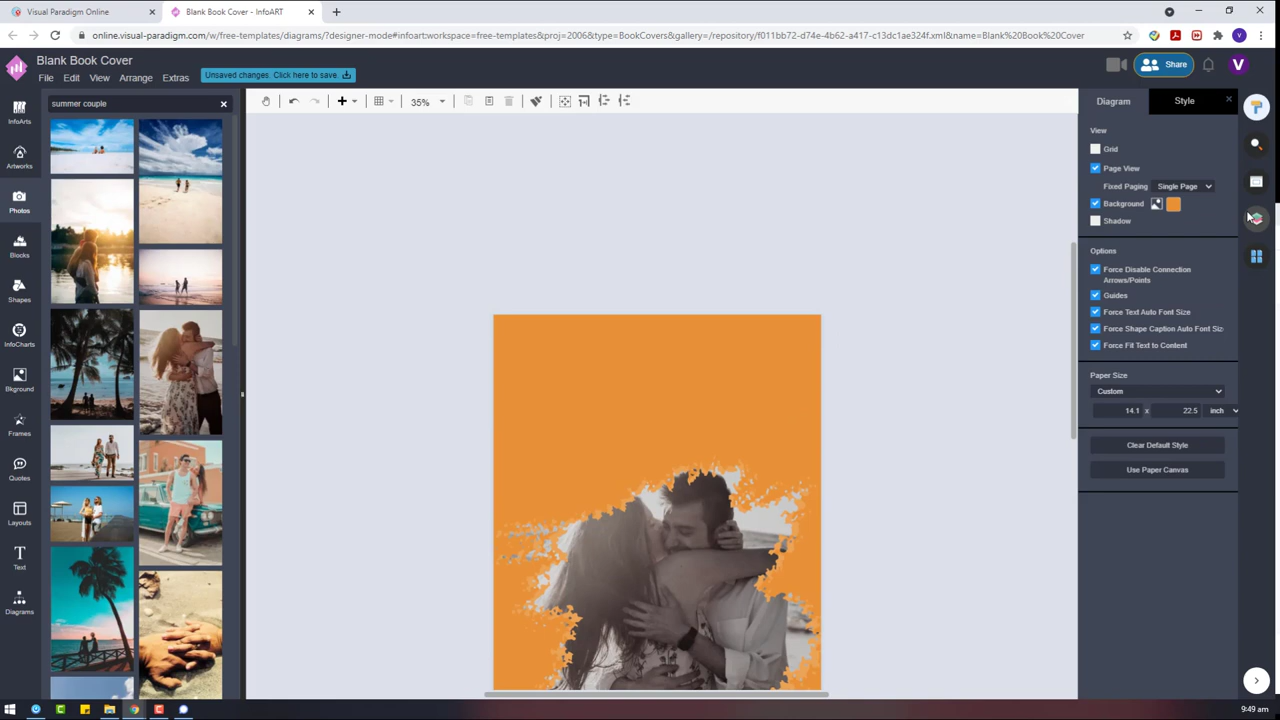 Visual Paradigm Online
Blank Book Cover - InfoART
online.visual-paradigm.com/w/free-templates/diagrams/?designer-mode#infoart:workspace=free-templates&proj=2006&type=BookCovers&gallery=/repository/f011bb72-d74e-4b62-a417-c13dc1ae324f.xml&name=Blank%20Book%20Cover
V
Blank Book Cover
File Edit View Arrange Extras
Unsaved changes. Click here to save.
Share
V
InfoArts
Artworks
Photos
Blocks
Shapes
InfoCharts
Bkground
Frames
Quotes
Layouts
Text
Diagrams
summer couple
35%
Diagram
Style
View
Grid
Page View
Fixed Paging Single Page
Background
Shadow
Options
Force Disable Connection
Arrows/Points
Guides
Force Text Auto Font Size
Force Shape Caption Auto Font Siz
Force Fit Text to Content
Paper Size
Custom
14.1 x 22.5 inch
Clear Default Style
Use Paper Canvas
9:49 am